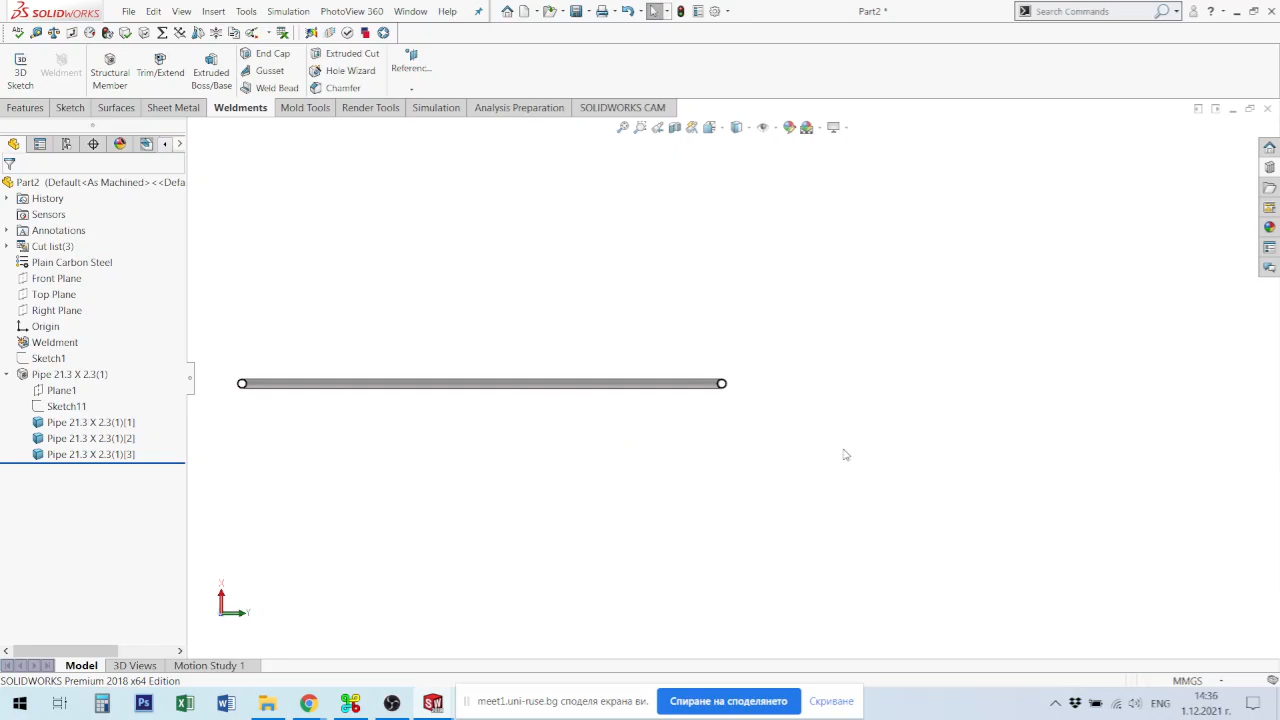 SOLIDWORKS
File
Edit
View
Insert
Tools
Simulation
PhotoView 360
Window
Help
Part2 *
Search Commands
3D
Sketch
Weldment
Structural
Member
Trim/Extend
Extruded
Boss/Base
End Cap
Gusset
Weld Bead
Extruded Cut
Hole Wizard
Chamfer
Referenc...
Features
Sketch
Surfaces
Sheet Metal
Weldments
Mold Tools
Render Tools
Simulation
Analysis Preparation
SOLIDWORKS CAM
Part2 (Default<As Machined><<Defa
History
Sensors
Annotations
Cut list(3)
Plain Carbon Steel
Front Plane
Top Plane
Right Plane
Origin
Weldment
Sketch1
Pipe 21.3 X 2.3(1)
Plane1
Sketch11
Pipe 21.3 X 2.3(1)[1]
Pipe 21.3 X 2.3(1)[2]
Pipe 21.3 X 2.3(1)[3]
X
Y
Model
3D Views
Motion Study 1
SOLIDWORKS Premium 2018 x64 Edition
MMGS
meet1.uni-ruse.bg споделя екрана ви.
Спиране на споделянето
Скриване
ENG
14:36
1.12.2021 г.